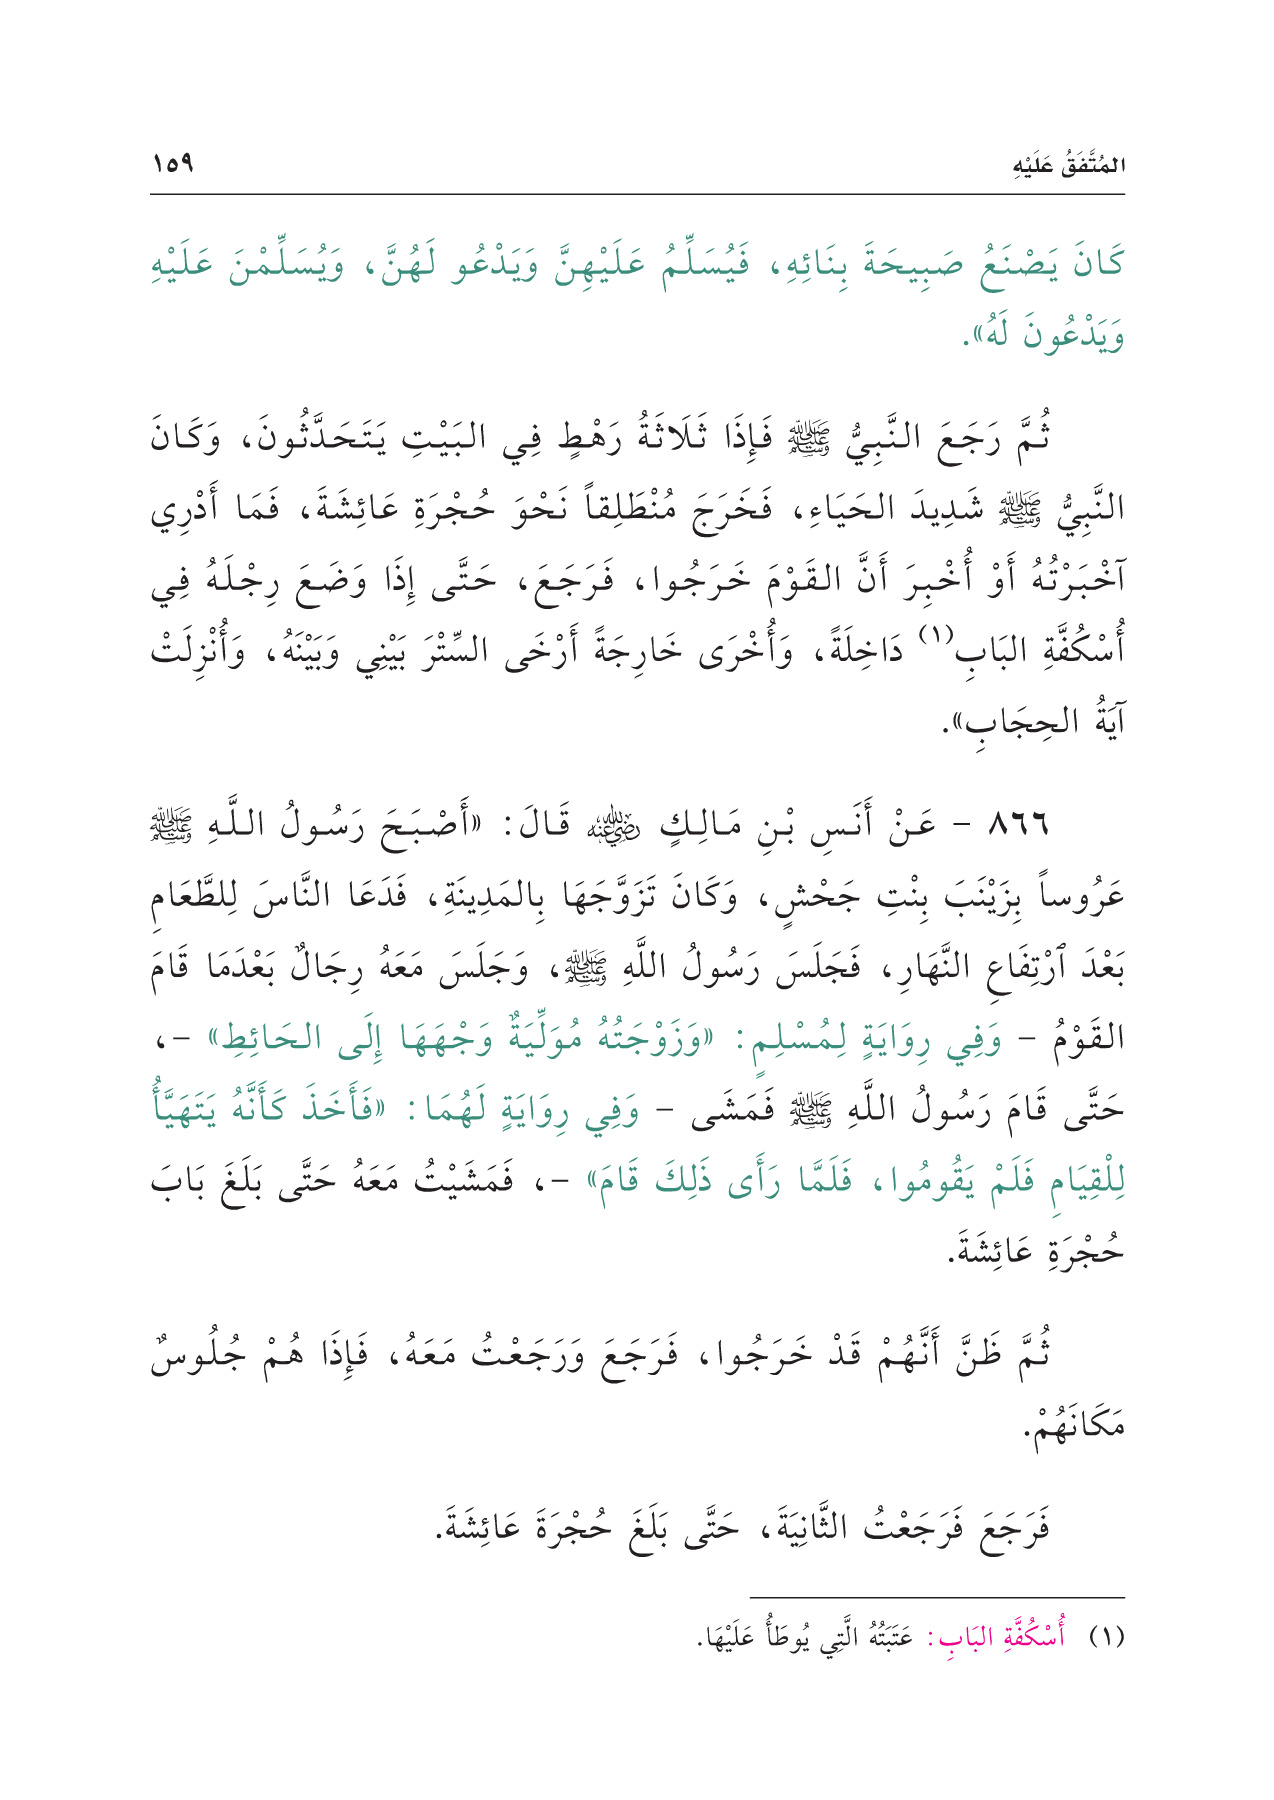 المُتَّفَقُ عَلَيْهِ ١٥٩
كَانَ يَصْنَعُ صَبِيحَةَ بِنَائِهِ، فَيُسَلِّمُ عَلَيْهِنَّ وَيَدْعُو لَهُنَّ، وَيُسَلِّمْنَ عَلَيْهِ
وَيَدْعُونَ لَهُ».
ثُمَّ رَجَعَ النَّبِيُّ ﷺ فَإِذَا ثَلَاثَةُ رَهْطٍ فِي البَيْتِ يَتَحَدَّثُونَ، وَكَانَ
النَّبِيُّ ﷺ شَدِيدَ الحَيَاءِ، فَخَرَجَ مُنْطَلِقاً نَحْوَ حُجْرَةِ عَائِشَةَ، فَمَا أَدْرِي
آخْبَرْتُهُ أَوْ أُخْبِرَ أَنَّ القَوْمَ خَرَجُوا، فَرَجَعَ، حَتَّى إِذَا وَضَعَ رِجْلَهُ فِي
أُسْكُفَّةِ البَابِ(١) دَاخِلَةً، وَأُخْرَى خَارِجَةً أَرْخَى السِّتْرَ بَيْنِي وَبَيْنَهُ، وَأُنْزِلَتْ
آيَةُ الحِجَابِ».
٨٦٦ - عَنْ أَنَسِ بْنِ مَالِكٍ رضي الله عنه قَالَ: «أَصْبَحَ رَسُولُ اللَّهِ ﷺ
عَرُوساً بِزَيْنَبَ بِنْتِ جَحْشٍ، وَكَانَ تَزَوَّجَهَا بِالمَدِينَةِ، فَدَعَا النَّاسَ لِلطَّعَامِ
بَعْدَ ٱرْتِفَاعِ النَّهَارِ، فَجَلَسَ رَسُولُ اللَّهِ ﷺ، وَجَلَسَ مَعَهُ رِجَالٌ بَعْدَمَا قَامَ
القَوْمُ - وَفِي رِوَايَةٍ لِمُسْلِمٍ: «وَزَوْجَتُهُ مُوَلِّيَةٌ وَجْهَهَا إِلَى الحَائِطِ» -،
حَتَّى قَامَ رَسُولُ اللَّهِ ﷺ فَمَشَى - وَفِي رِوَايَةٍ لَهُمَا: «فَأَخَذَ كَأَنَّهُ يَتَهَيَّأُ
لِلْقِيَامِ فَلَمْ يَقُومُوا، فَلَمَّا رَأَى ذَلِكَ قَامَ» -، فَمَشَيْتُ مَعَهُ حَتَّى بَلَغَ بَابَ
حُجْرَةِ عَائِشَةَ.
ثُمَّ ظَنَّ أَنَّهُمْ قَدْ خَرَجُوا، فَرَجَعَ وَرَجَعْتُ مَعَهُ، فَإِذَا هُمْ جُلُوسٌ
مَكَانَهُمْ.
فَرَجَعَ فَرَجَعْتُ الثَّانِيَةَ، حَتَّى بَلَغَ حُجْرَةَ عَائِشَةَ.
(١) أُسْكُفَّةِ البَابِ: عَتَبَتُهُ الَّتِي يُوطَأُ عَلَيْهَا.